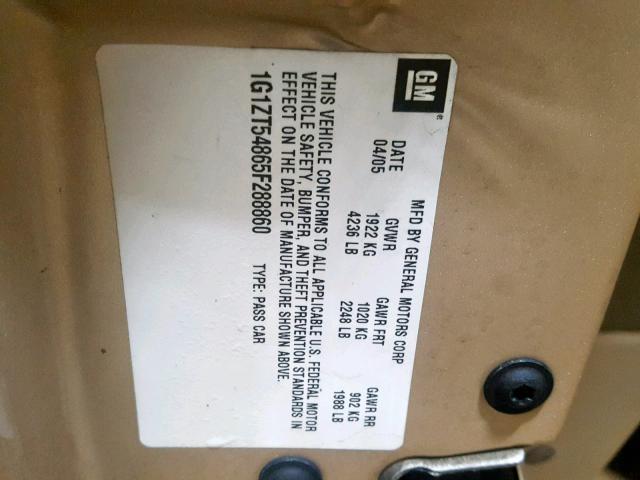 GM
MFD BY GENERAL MOTORS CORP
DATE GVWR GAWR FRT GAWR RR
04/05 1922 KG 1020 KG 902 KG
4236 LB 2248 LB 1988 LB
THIS VEHICLE CONFORMS TO ALL APPLICABLE U.S. FEDERAL MOTOR
VEHICLE SAFETY, BUMPER, AND THEFT PREVENTION STANDARDS IN
EFFECT ON THE DATE OF MANUFACTURE SHOWN ABOVE.
1G1ZT54865F288860 TYPE: PASS CAR